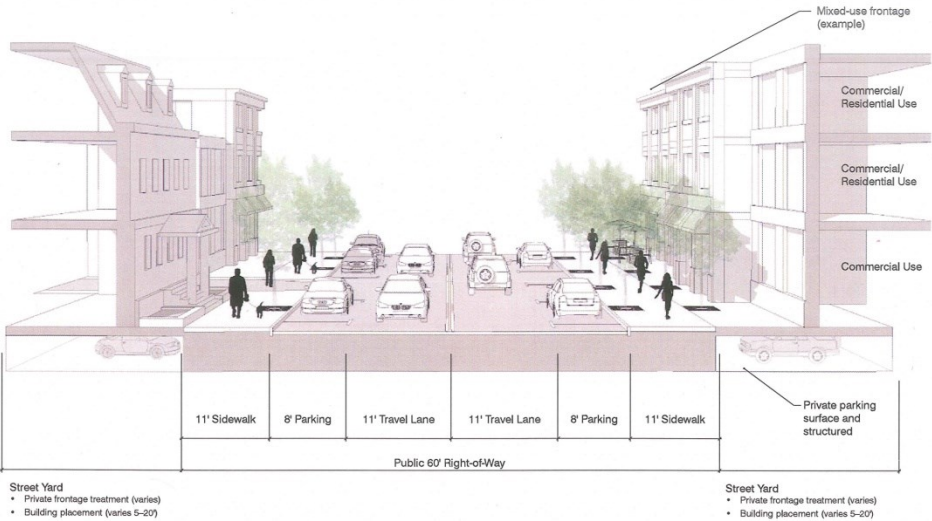 Mixed-use frontage
(example)
Commercial/
Residential Use
Commercial/
Residential Use
Commercial Use
11' Sidewalk
8' Parking
11' Travel Lane
11' Travel Lane
8' Parking
11' Sidewalk
Private parking
surface and
structured
Public 60' Right-of-Way
Street Yard
• Private frontage treatment (varies)
• Building placement (varies 5–20')
Street Yard
• Private frontage treatment (varies)
• Building placement (varies 5–20')